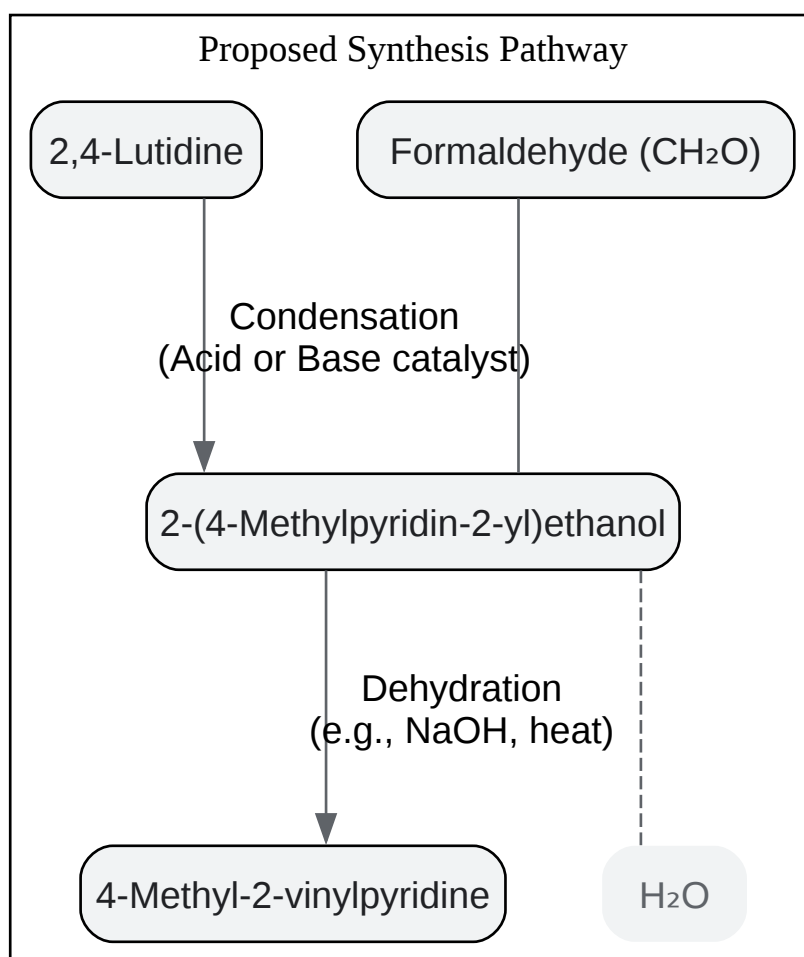 Proposed Synthesis Pathway
2,4-Lutidine
Formaldehyde (CH₂O)
Condensation
(Acid or Base catalyst)
2-(4-Methylpyridin-2-yl)ethanol
Dehydration
(e.g., NaOH, heat)
4-Methyl-2-vinylpyridine
H₂O